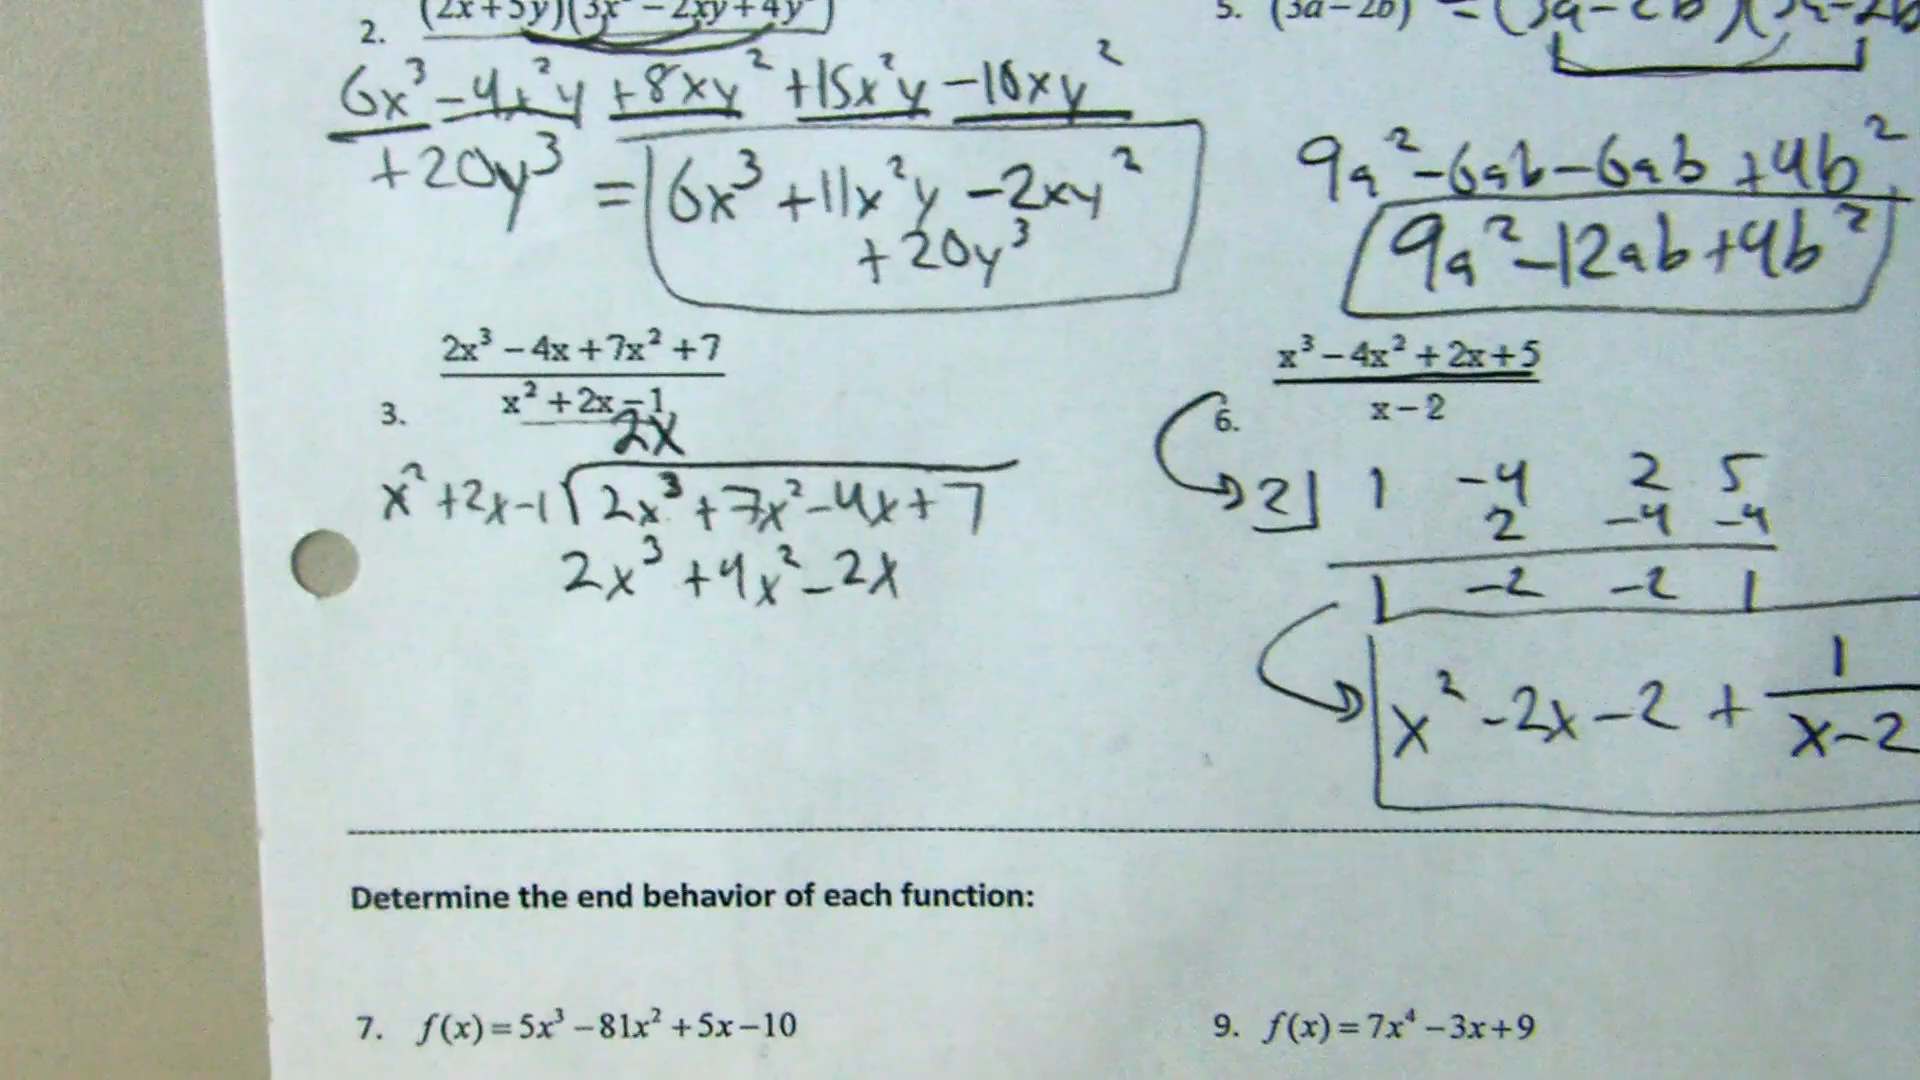 2. (2x+5y)(3x² – 2xy + 4y²)
6x³ – 4x²y + 8xy² + 15x²y – 10xy²
+20y³ = 6x³ + 11x²y – 2xy²
+ 20y³
5. (3a – 2b)² = (3a – 2b)(3a – 2b
9a² – 6ab – 6ab + 4b²
9a² – 12ab + 4b²
3. 2x³ – 4x + 7x² + 7
x² + 2x – 1
2x
x² + 2x – 1 2x³ + 7x² – 4x + 7
2x³ + 4x² – 2x
6. x³ – 4x² + 2x + 5
x – 2
2 1 -4 2 5
2 -4 -4
1 -2 -2 1
x² – 2x – 2 + 1
x – 2
Determine the end behavior of each function:
7. f(x) = 5x³ – 81x² + 5x – 10
9. f(x) = 7x⁴ – 3x + 9